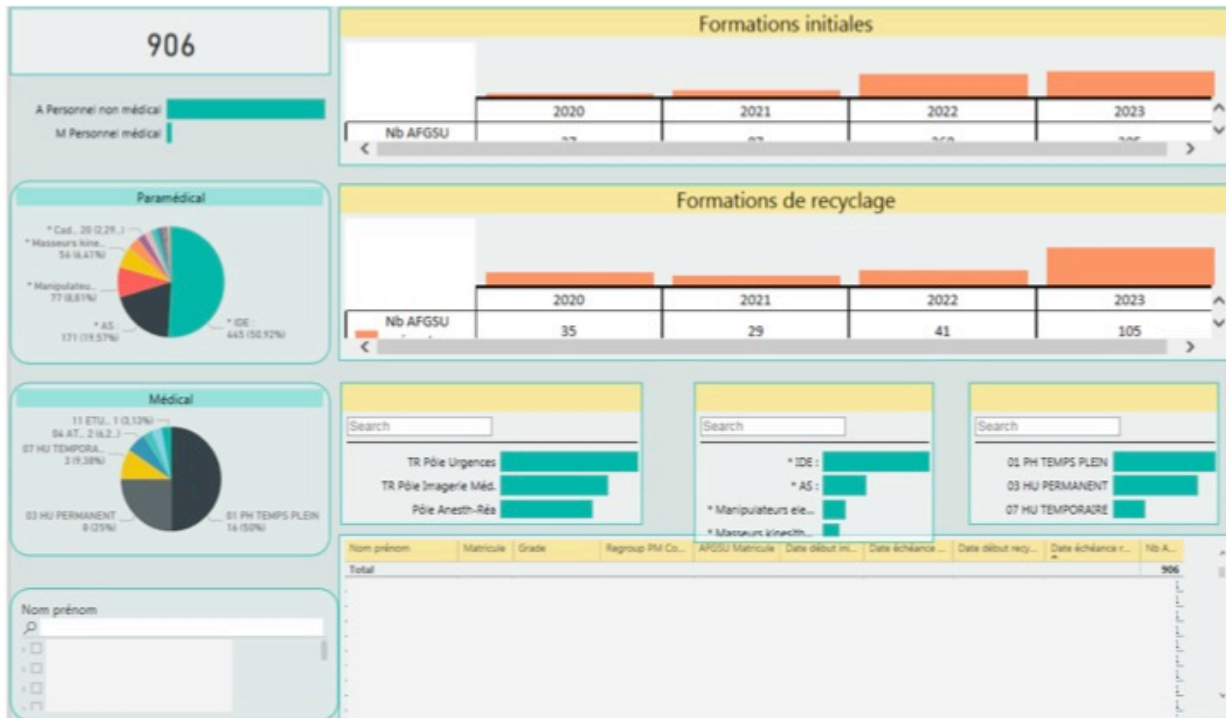 906
A Personnel non médical
M Personnel médical
Formations initiales
2020 2021 2022 2023
Nb AFGSU
Paramédical
* Cad.. 20 (2,29..)
* Masseurs kine..
56 (6,41%)
* Manipulateu..
77 (8,81%)
* AS :
171 (19,57%)
* IDE :
445 (50,92%)
Formations de recyclage
2020 2021 2022 2023
Nb AFGSU 35 29 41 105
Médical
11 ETU.. 1 (3,13%)
04 AT.. 2 (6,2..)
07 HU TEMPORA..
3 (9,38%)
03 HU PERMANENT
8 (25%)
01 PH TEMPS PLEIN
16 (50%)
Search
TR Pôle Urgences
TR Pôle Imagerie Méd.
Pôle Anesth-Réa
Search
* IDE :
* AS :
* Manipulateurs ele...
* Masseurs kinesith...
Search
01 PH TEMPS PLEIN
03 HU PERMANENT
07 HU TEMPORAIRE
Nom prénom Matricule Grade Regroup PM Co... AFGSU Matricule Date début ini... Date échéance ... Date début recy... Date échéance r... Nb A...
Total 906
Nom prénom